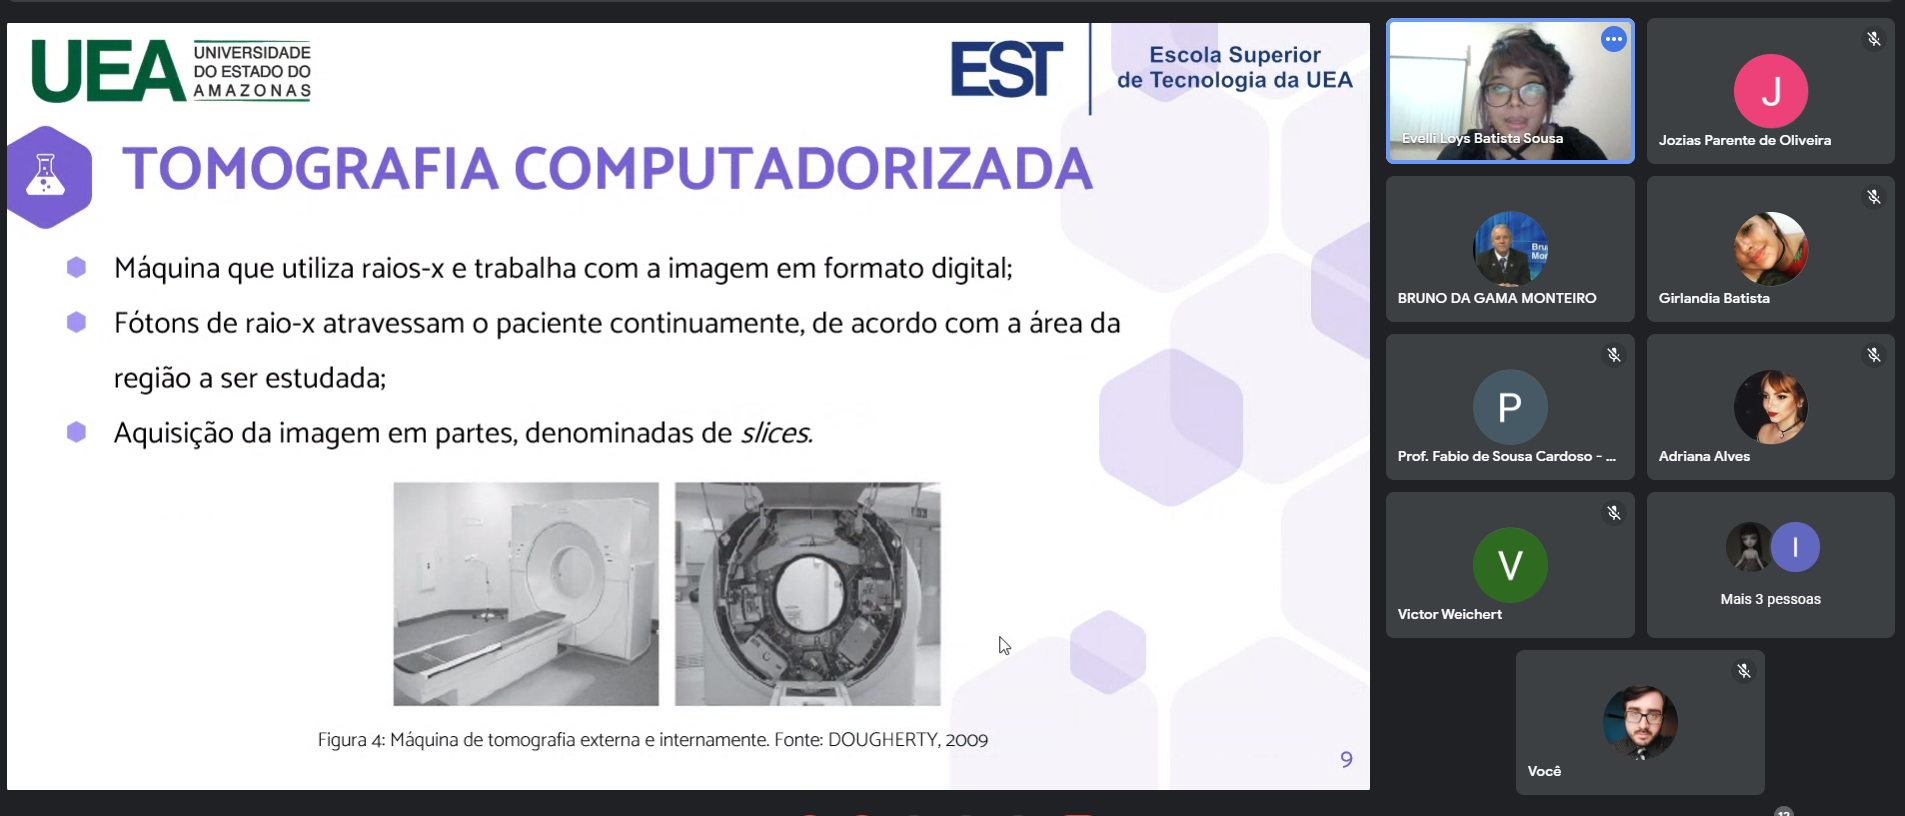 UEA
UNIVERSIDADE
DO ESTADO DO
AMAZONAS
EST
Escola Superior
de Tecnologia da UEA
TOMOGRAFIA COMPUTADORIZADA
Máquina que utiliza raios-x e trabalha com a imagem em formato digital;
Fótons de raio-x atravessam o paciente continuamente, de acordo com a área da
região a ser estudada;
Aquisição da imagem em partes, denominadas de slices.
Figura 4: Máquina de tomografia externa e internamente. Fonte: DOUGHERTY, 2009
9
Evelli Loys Batista Sousa
J
Jozias Parente de Oliveira
Bru
Mor
BRUNO DA GAMA MONTEIRO
Girlandia Batista
P
Prof. Fabio de Sousa Cardoso - ...
Adriana Alves
V
Victor Weichert
I
Mais 3 pessoas
Você